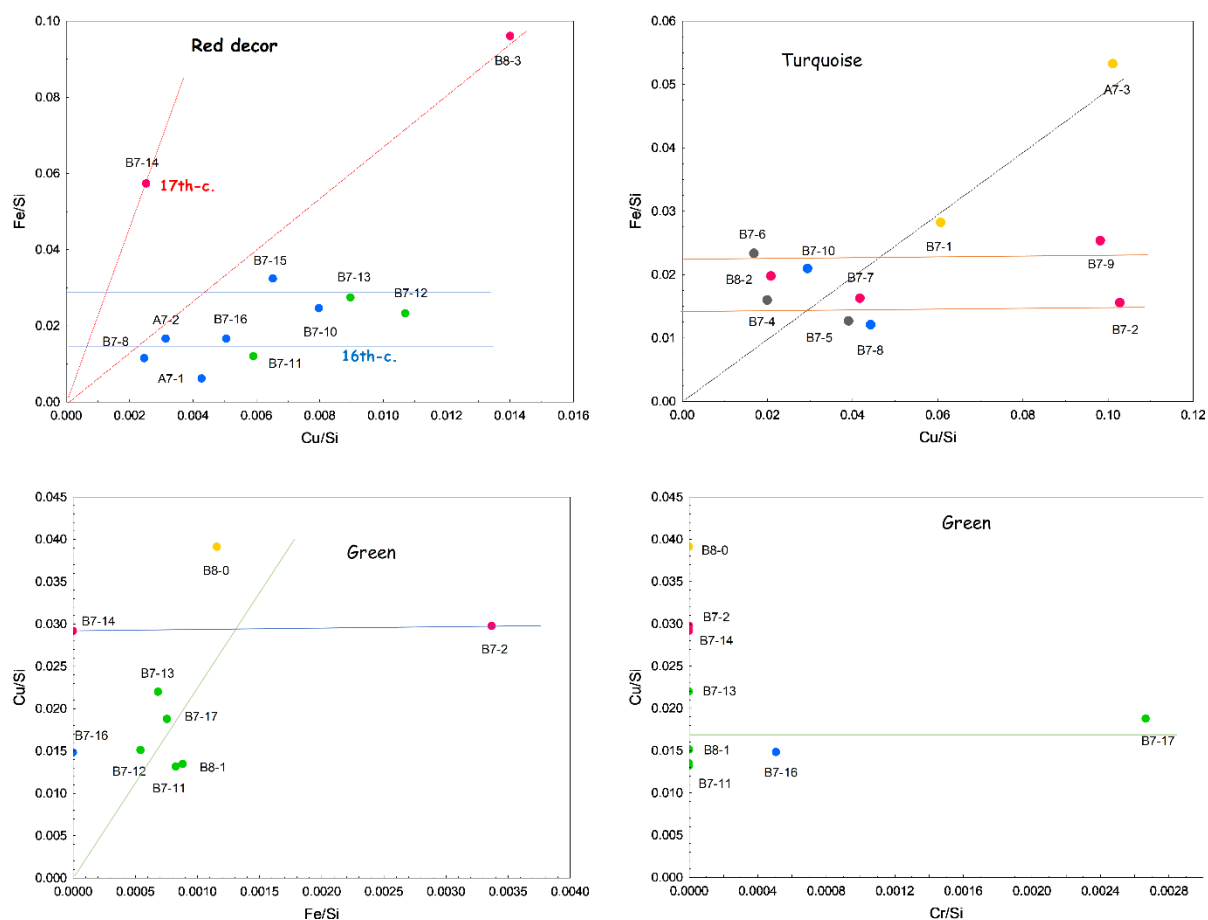 Red decor
Fe/Si
0.10
0.08
0.06
0.04
0.02
0.00
B8-3
B7-14
17th-c.
B7-15
B7-13
B7-12
A7-2
B7-16
B7-10
B7-8
16th-c.
B7-11
A7-1
0.000 0.002 0.004 0.006 0.008 0.010 0.012 0.014 0.016
Cu/Si
Turquoise
Fe/Si
0.06
0.05
0.04
0.03
0.02
0.01
0.00
A7-3
B7-6
B7-10
B7-1
B7-9
B8-2
B7-7
B7-4
B7-5
B7-8
B7-2
0.00 0.02 0.04 0.06 0.08 0.10 0.12
Cu/Si
Green
Cu/Si
0.045
0.040
0.035
0.030
0.025
0.020
0.015
0.010
0.005
0.000
B8-0
B7-14
B7-2
B7-13
B7-17
B7-16
B7-12
B7-11
B8-1
0.0000 0.0005 0.0010 0.0015 0.0020 0.0025 0.0030 0.0035 0.0040
Fe/Si
Green
Cu/Si
0.045
0.040
0.035
0.030
0.025
0.020
0.015
0.010
0.005
0.000
B8-0
B7-2
B7-14
B7-13
B7-17
B8-1
B7-16
B7-11
0.0000 0.0004 0.0008 0.0012 0.0016 0.0020 0.0024 0.0028
Cr/Si